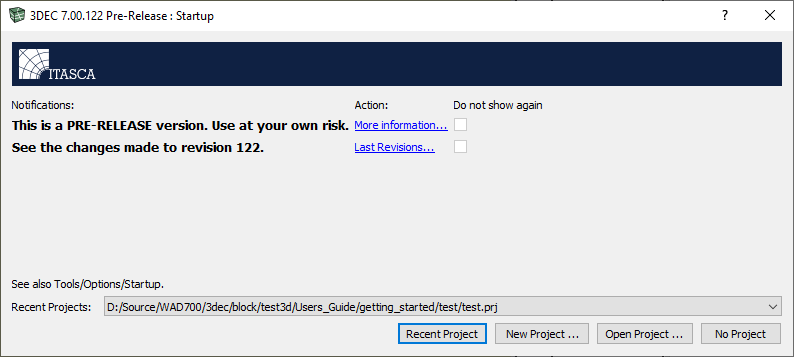 3DEC 7.00.122 Pre-Release : Startup
ITASCA
Notifications: Action: Do not show again
This is a PRE-RELEASE version. Use at your own risk. More information...
See the changes made to revision 122. Last Revisions...
See also Tools/Options/Startup.
Recent Projects: D:/Source/WAD700/3dec/block/test3d/Users_Guide/getting_started/test/test.prj
Recent Project New Project ... Open Project ... No Project